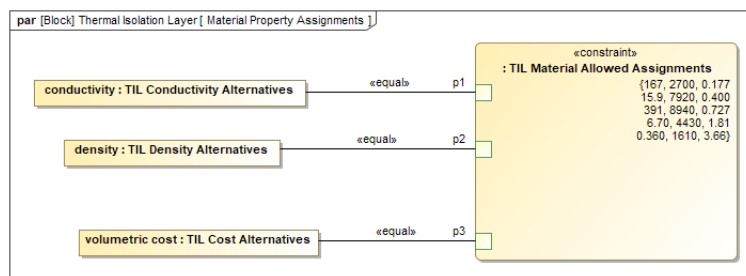 par [Block] Thermal Isolation Layer [ Material Property Assignments ]
«constraint»
: TIL Material Allowed Assignments
{167, 2700, 0.177
15.9, 7920, 0.400
391, 8940, 0.727
6.70, 4430, 1.81
0.360, 1610, 3.66}
conductivity : TIL Conductivity Alternatives
«equal»
p1
density : TIL Density Alternatives
«equal»
p2
volumetric cost : TIL Cost Alternatives
«equal»
p3